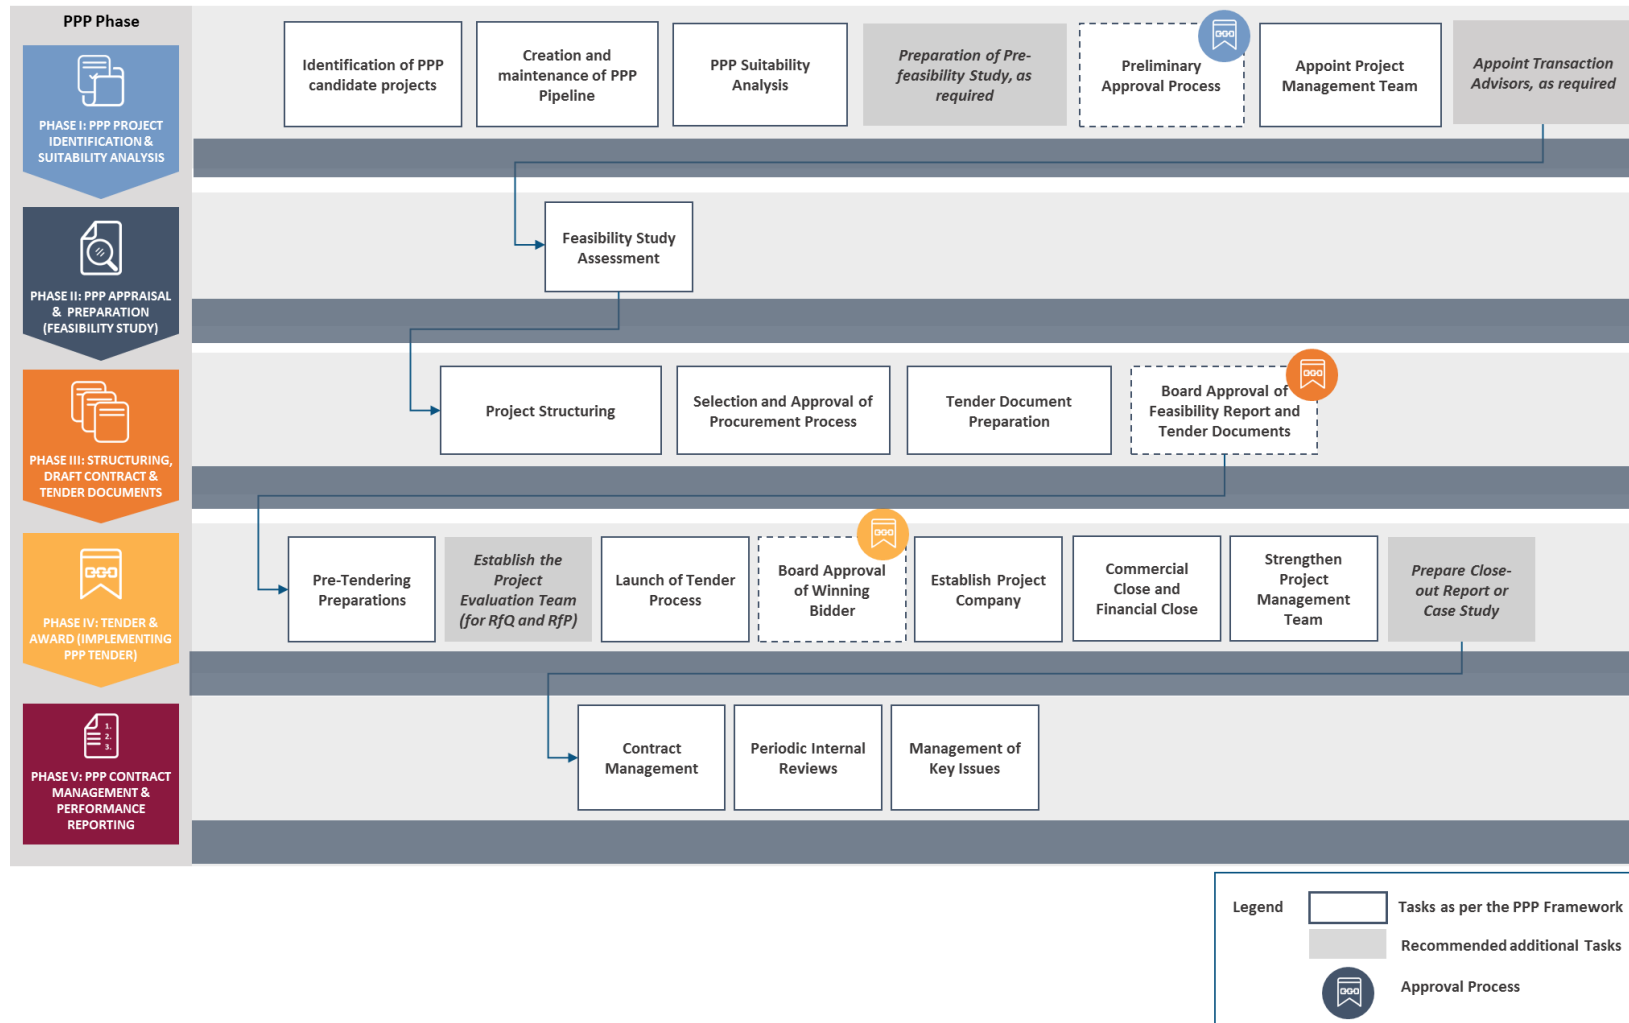 PPP Phase
PHASE I: PPP PROJECT
IDENTIFICATION &
SUITABILITY ANALYSIS
Identification of PPP
candidate projects
Creation and
maintenance of PPP
Pipeline
PPP Suitability
Analysis
Preparation of Pre-
feasibility Study, as
required
Preliminary
Approval Process
Appoint Project
Management Team
Appoint Transaction
Advisors, as required
PHASE II: PPP APPRAISAL
& PREPARATION
(FEASIBILITY STUDY)
Feasibility Study
Assessment
PHASE III: STRUCTURING,
DRAFT CONTRACT &
TENDER DOCUMENTS
Project Structuring
Selection and Approval of
Procurement Process
Tender Document
Preparation
Board Approval of
Feasibility Report and
Tender Documents
PHASE IV: TENDER &
AWARD (IMPLEMENTING
PPP TENDER)
Pre-Tendering
Preparations
Establish the
Project
Evaluation Team
(for RfQ and RfP)
Launch of Tender
Process
Board Approval
of Winning
Bidder
Establish Project
Company
Commercial
Close and
Financial Close
Strengthen
Project
Management
Team
Prepare Close-
out Report or
Case Study
1.
2.
3.
PHASE V: PPP CONTRACT
MANAGEMENT &
PERFORMANCE
REPORTING
Contract
Management
Periodic Internal
Reviews
Management of
Key Issues
Legend
Tasks as per the PPP Framework
Recommended additional Tasks
Approval Process